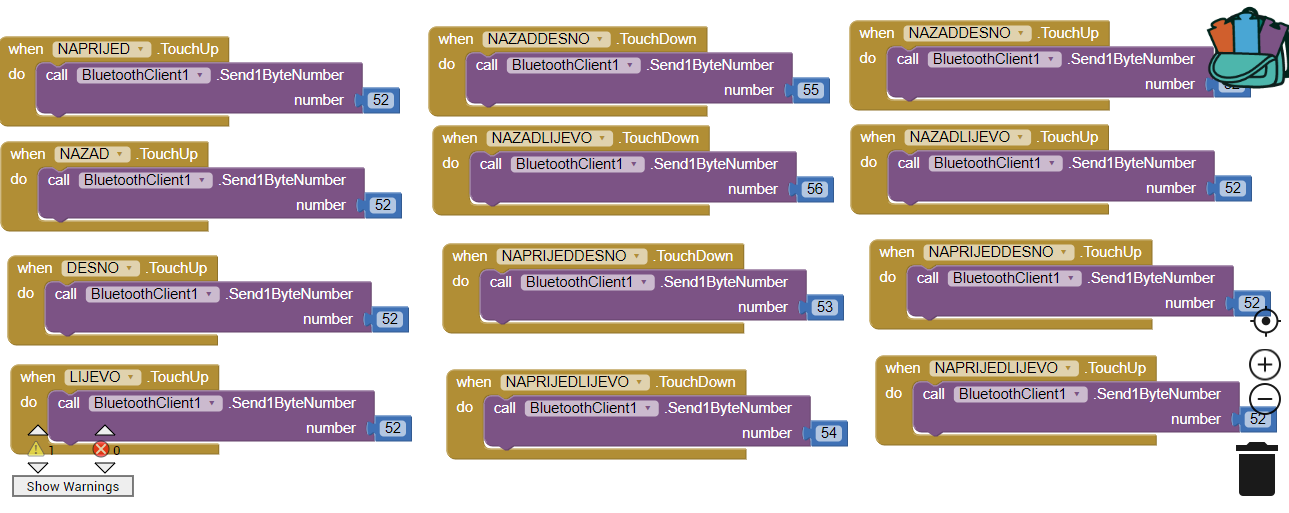 when NAPRIJED .TouchUp
do call BluetoothClient1 .Send1ByteNumber
number 52
when NAZAD .TouchUp
do call BluetoothClient1 .Send1ByteNumber
number 52
when DESNO .TouchUp
do call BluetoothClient1 .Send1ByteNumber
number 52
when LIJEVO .TouchUp
do call BluetoothClient1 .Send1ByteNumber
number 52
1 0
Show Warnings
when NAZADDESNO .TouchDown
do call BluetoothClient1 .Send1ByteNumber
number 55
when NAZADLIJEVO .TouchDown
do call BluetoothClient1 .Send1ByteNumber
number 56
when NAPRIJEDDESNO .TouchDown
do call BluetoothClient1 .Send1ByteNumber
number 53
when NAPRIJEDLIJEVO .TouchDown
do call BluetoothClient1 .Send1ByteNumber
number 54
when NAZADDESNO .TouchUp
do call BluetoothClient1 .Send1ByteNumber
number
when NAZADLIJEVO .TouchUp
do call BluetoothClient1 .Send1ByteNumber
number 52
when NAPRIJEDDESNO .TouchUp
do call BluetoothClient1 .Send1ByteNumber
number 52
when NAPRIJEDLIJEVO .TouchUp
do call BluetoothClient1 .Send1ByteNumber
number 52